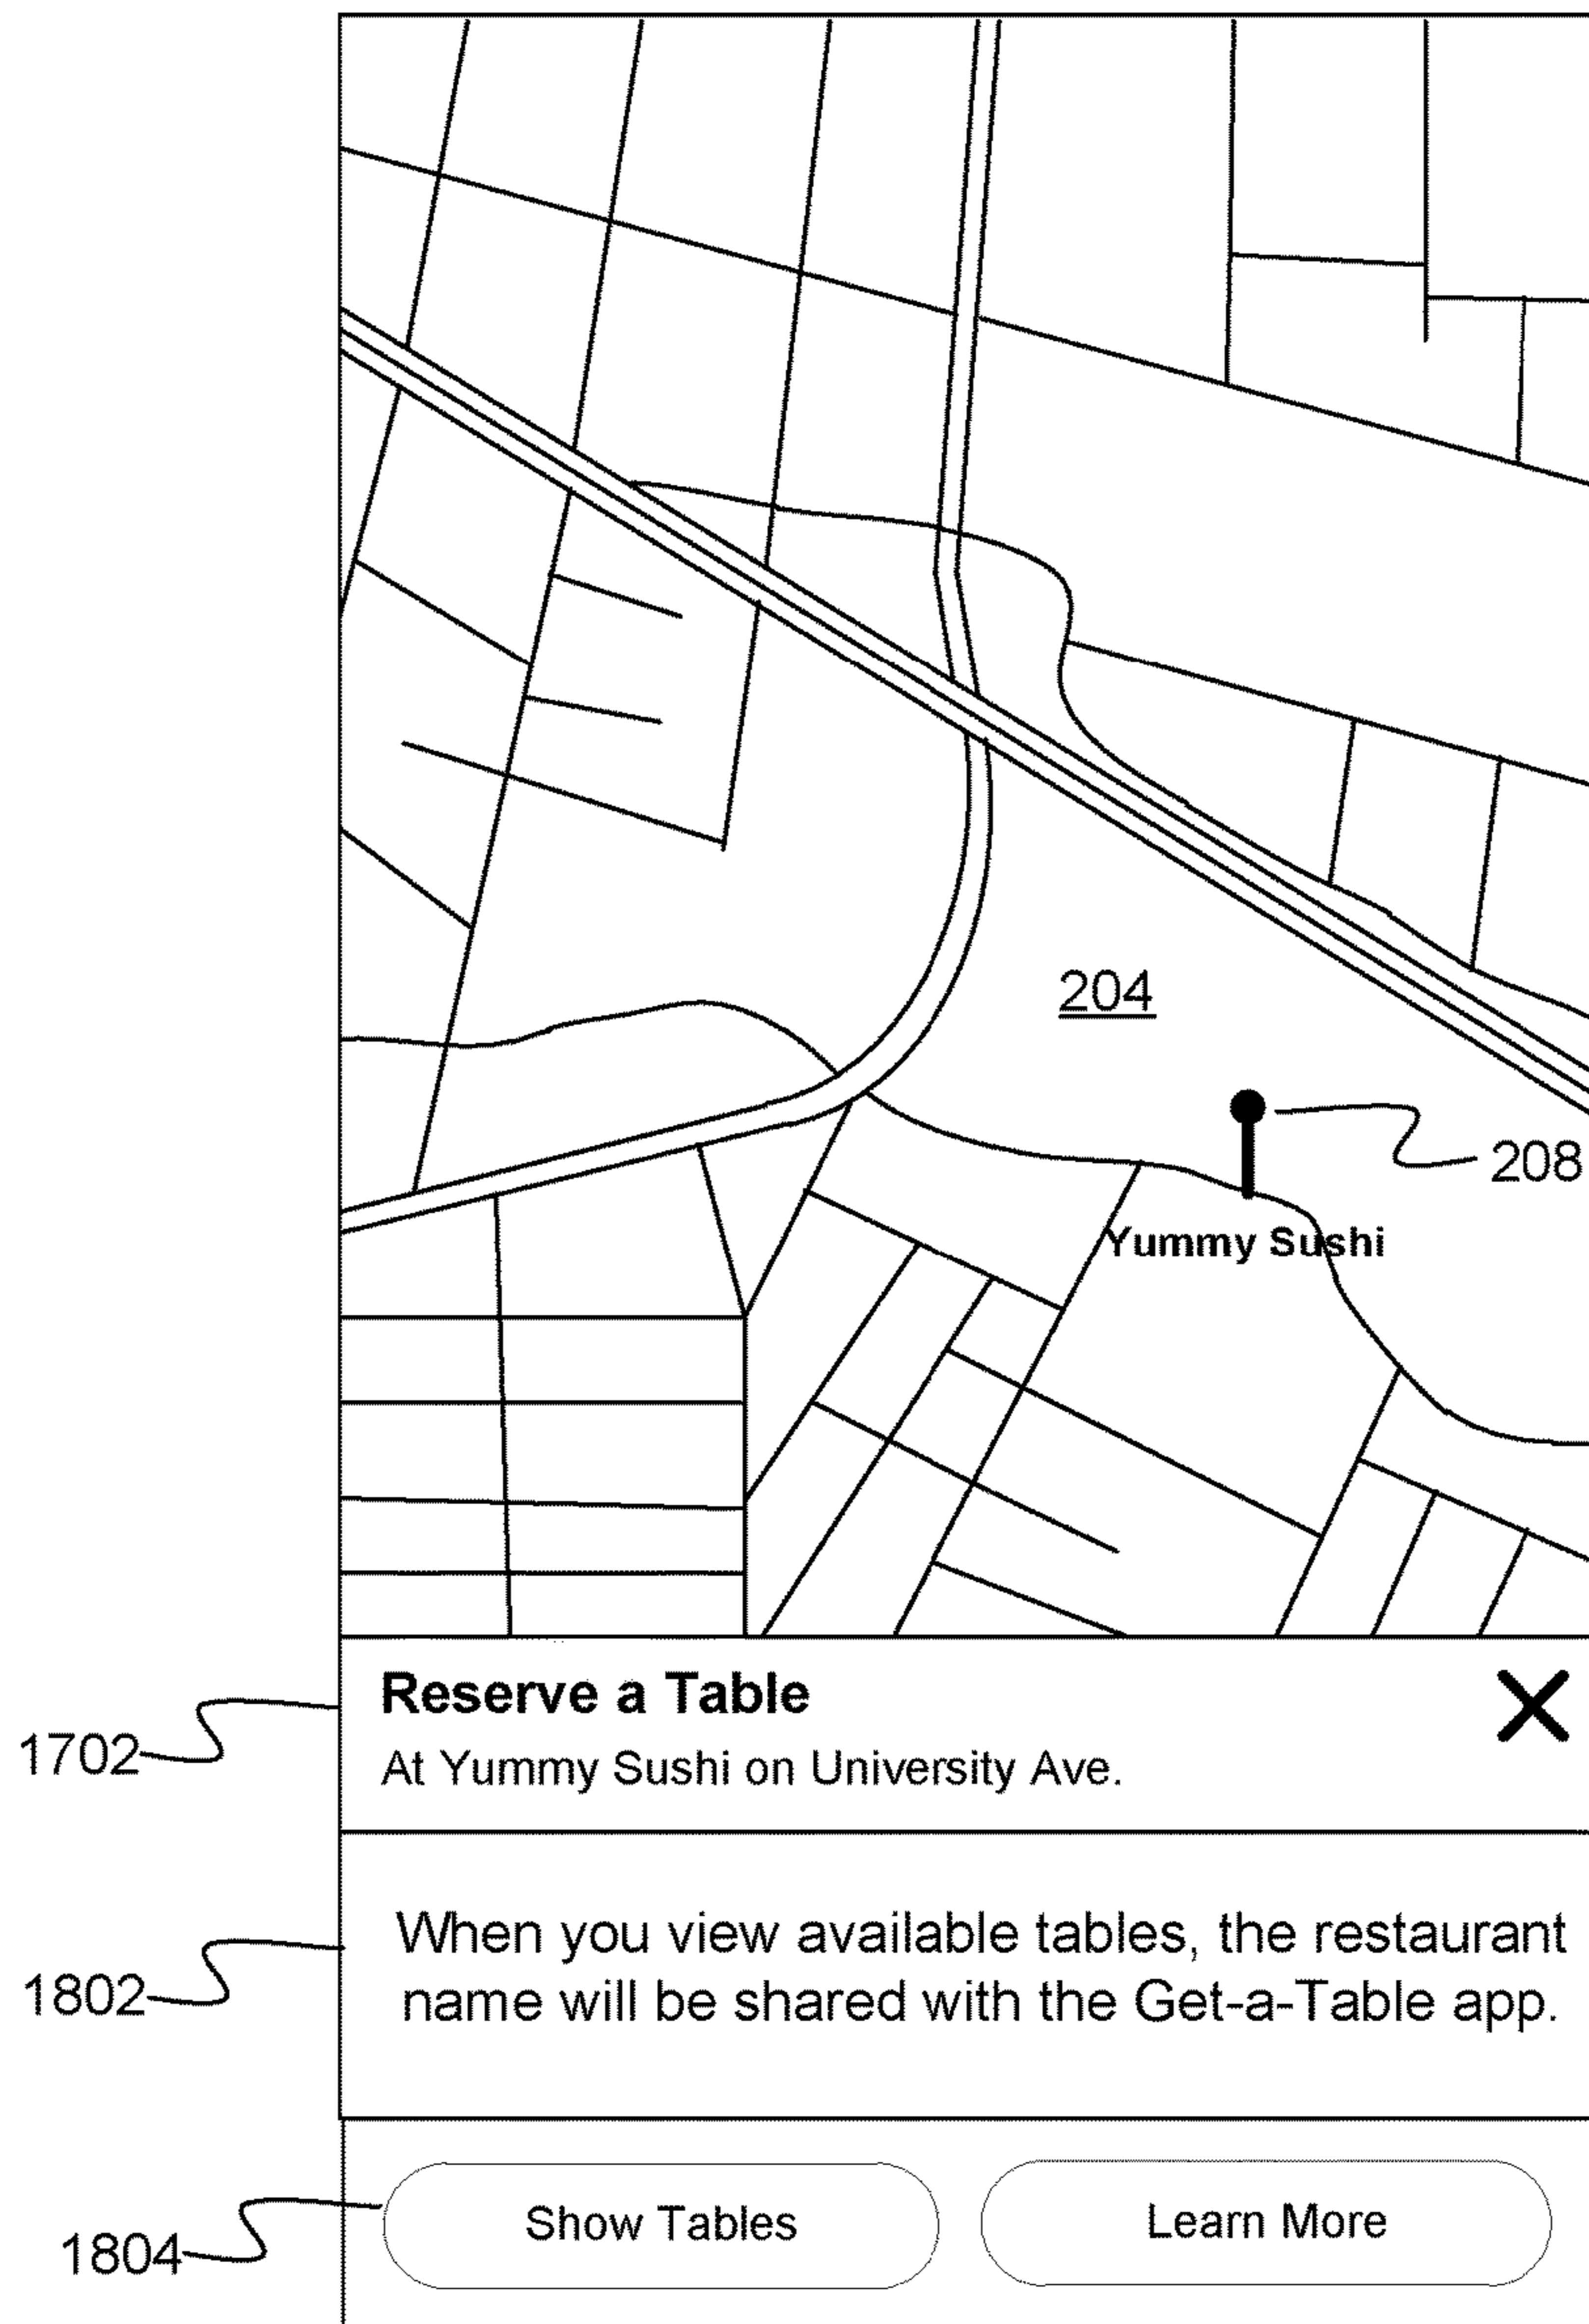 204
208
Yummy Sushi
Reserve a Table
1702
At Yummy Sushi on University Ave.
When you view available tables, the restaurant
1802
name will be shared with the Get-a-Table app.
Show Tables
Learn More
1804